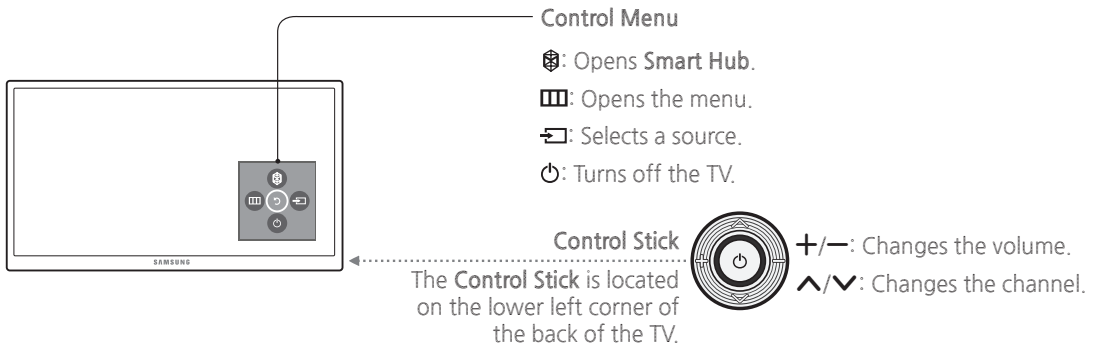 Control Menu
: Opens Smart Hub.
: Opens the menu.
: Selects a source.
: Turns off the TV.
SAMSUNG
Control Stick
The Control Stick is located
on the lower left corner of
the back of the TV.
+/−: Changes the volume.
∧/∨: Changes the channel.